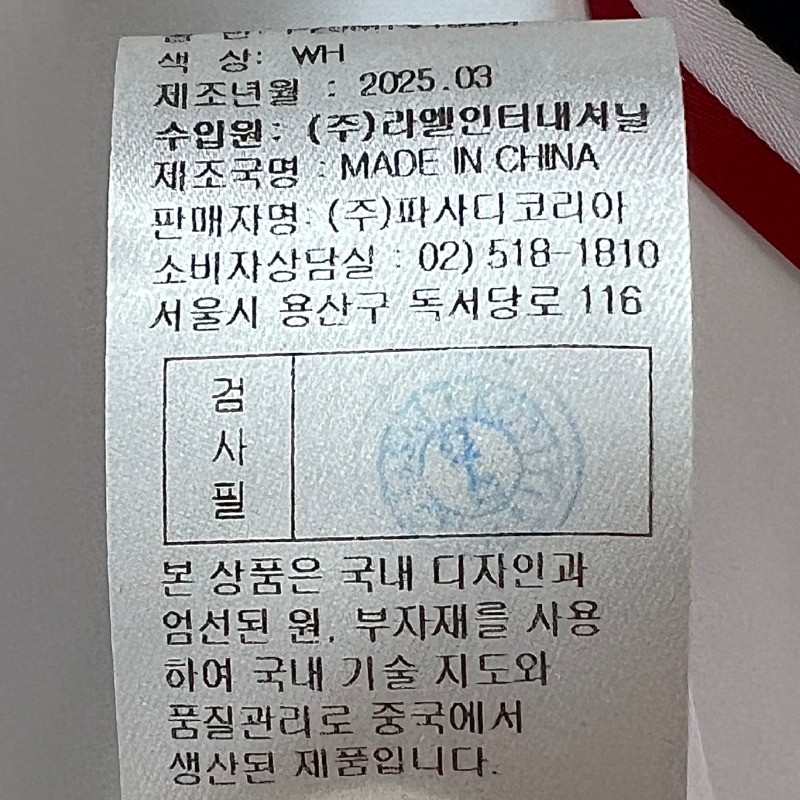 색 상: WH
제조년월 : 2025.03
수입원: (주)라엘인터내셔날
제조국명 : MADE IN CHINA
판매자명: (주)파사디코리아
소비자상담실 : 02) 518-1810
서울시 용산구 독서당로 116
검
사
필
본 상품은 국내 디자인과
엄선된 원, 부자재를 사용
하여 국내 기술 지도와
품질관리로 중국에서
생산된 제품입니다.